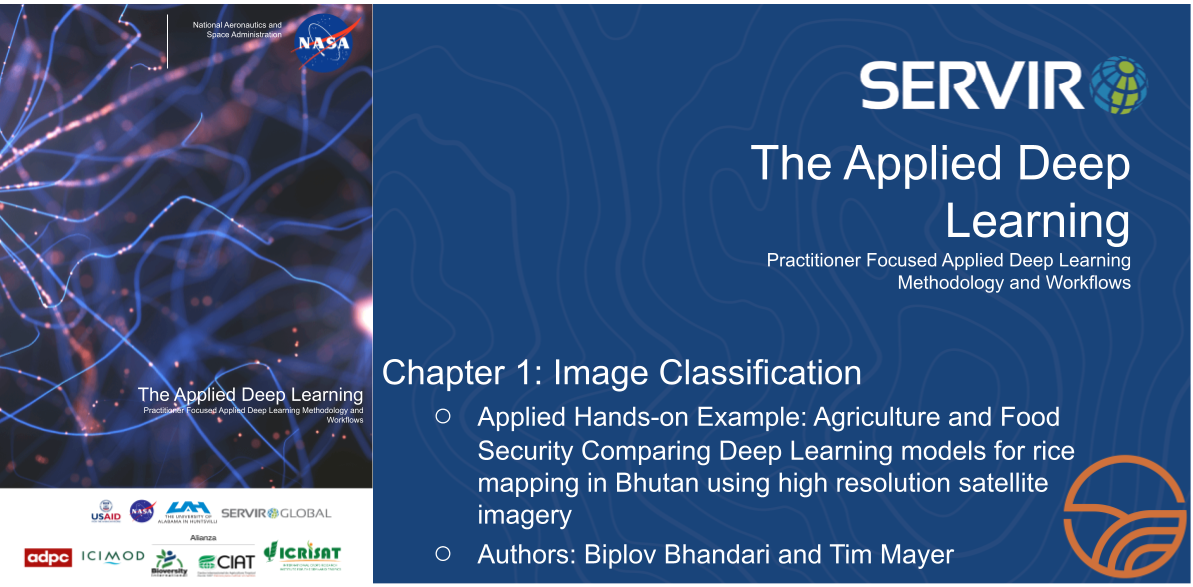 National Aeronautics and
Space Administration
NASA
The Applied Deep Learning
Practitioner Focused Applied Deep Learning Methodology and
Workflows
USAID
NASA
UAH
THE UNIVERSITY OF
ALABAMA IN HUNTSVILLE
SERVIR GLOBAL
adpc
ICIMOD
Alianza
Bioversity
International
CIAT
ICRISAT
SERVIR
The Applied Deep
Learning
Practitioner Focused Applied Deep Learning
Methodology and Workflows
Chapter 1: Image Classification
○ Applied Hands-on Example: Agriculture and Food
Security Comparing Deep Learning models for rice
mapping in Bhutan using high resolution satellite
imagery
○ Authors: Biplov Bhandari and Tim Mayer